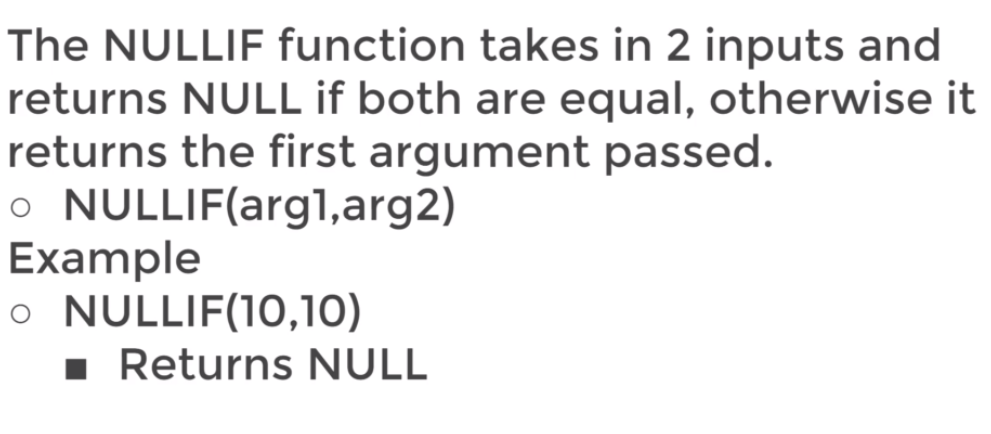 The NULLIF function takes in 2 inputs and
returns NULL if both are equal, otherwise it
returns the first argument passed.
○ NULLIF(arg1,arg2)
Example
○ NULLIF(10,10)
■ Returns NULL